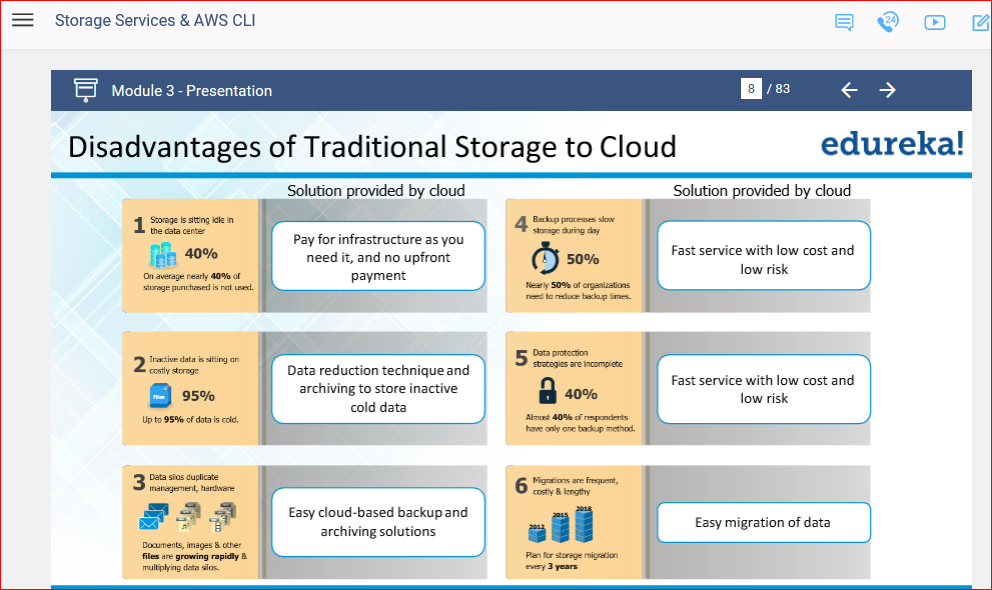 Storage Services & AWS CLI
24
Module 3 - Presentation
8 / 83
Disadvantages of Traditional Storage to Cloud
edureka!
Solution provided by cloud
1
Storage is sitting idle in
the data center
40%
On average nearly 40% of
storage purchased is not used.
Pay for infrastructure as you
need it, and no upfront
payment
2
Inactive data is sitting on
costly storage
Files
95%
Up to 95% of data is cold.
Data reduction technique and
archiving to store inactive
cold data
3
Data silos duplicate
management, hardware
Documents, images & other
files are growing rapidly &
multiplying data silos.
Easy cloud-based backup and
archiving solutions
Solution provided by cloud
4
Backup processes slow
storage during day
50%
Nearly 50% of organizations
need to reduce backup times.
Fast service with low cost and
low risk
5
Data protection
strategies are incomplete
40%
Almost 40% of respondents
have only one backup method.
Fast service with low cost and
low risk
6
Migrations are frequent,
costly & lengthy
2012
2015
2018
Plan for storage migration
every 3 years
Easy migration of data